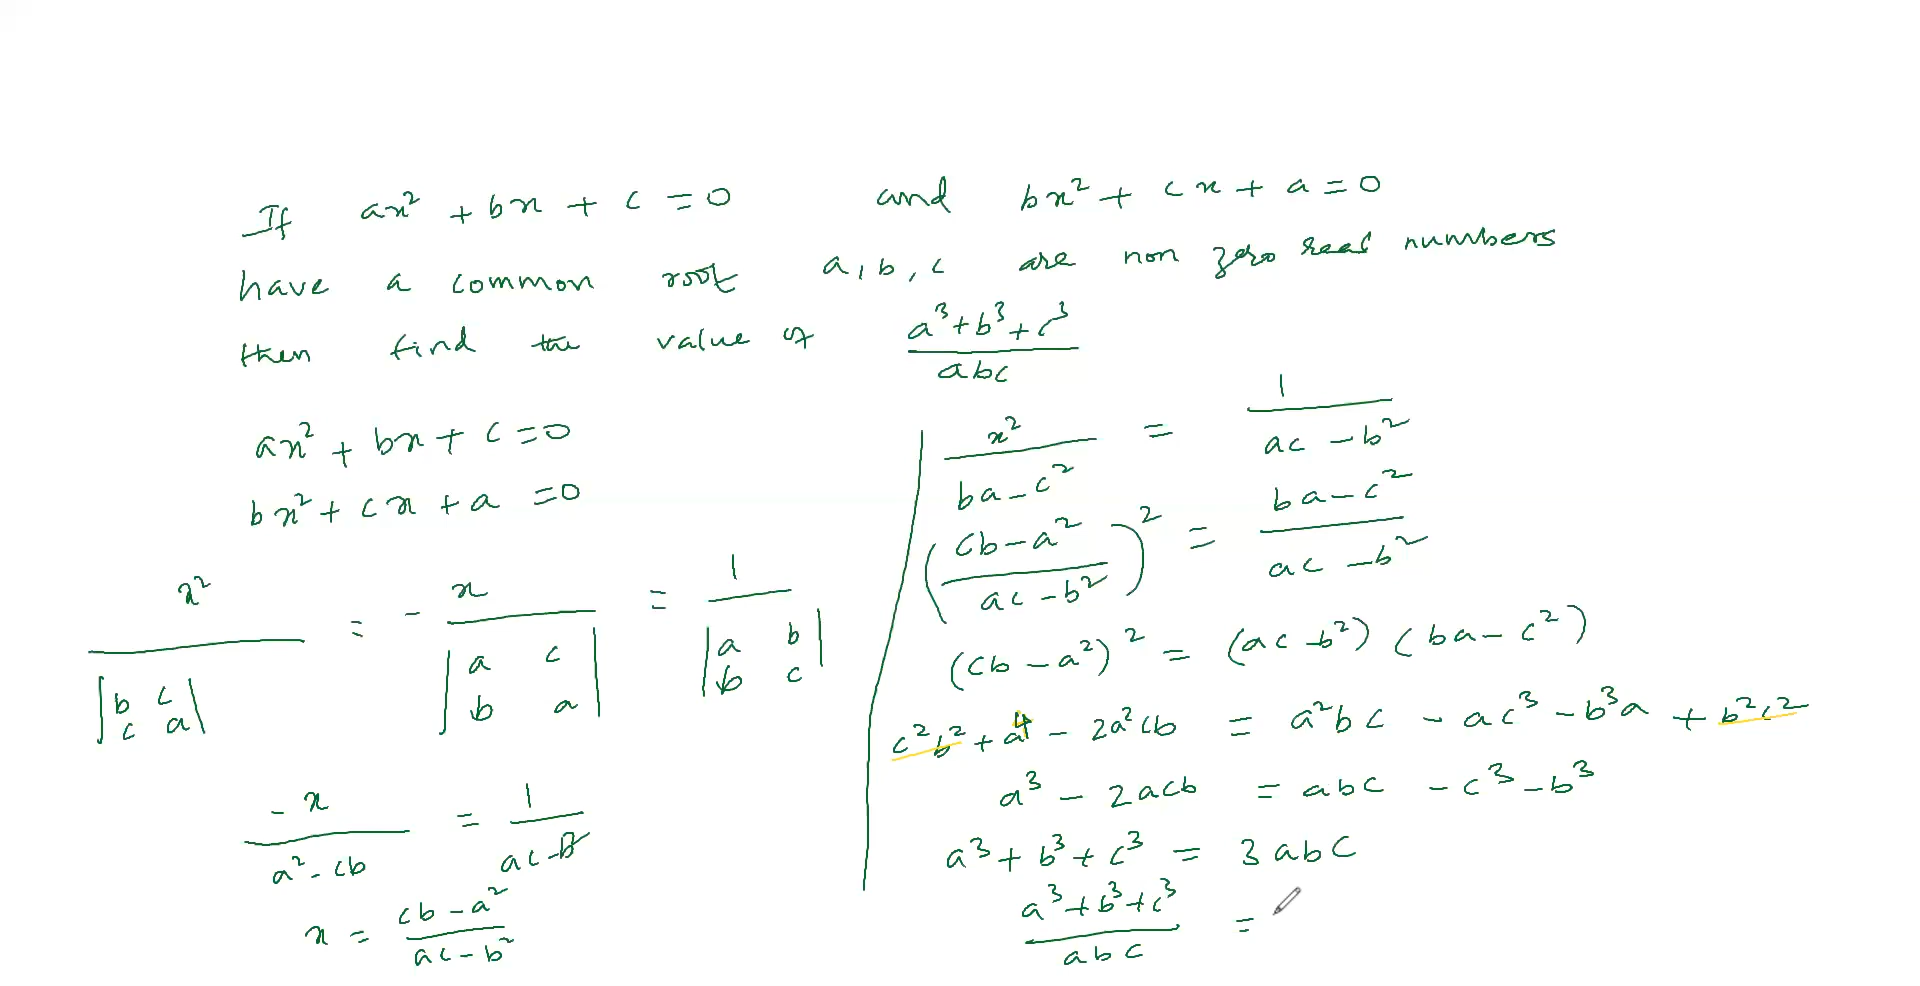 If ax² + bx + c = 0 and bx² + cx + a = 0
have a common root a, b, c are non zero real numbers
then find the value of (a³+b³+c³)/(abc)
ax² + bx + c = 0
bx² + cx + a = 0
x²/|b c; c a| = - x/|a c; b a| = 1/|a b; b c|
-x/(a²-cb) = 1/(ac-b²)
x = (cb-a²)/(ac-b²)
x²/(ba-c²) = 1/(ac-b²)
((cb-a²)/(ac-b²))² = (ba-c²)/(ac-b²)
(cb-a²)² = (ac-b²)(ba-c²)
c²b² + a⁴ - 2a²cb = a²bc - ac³ - b³a + b²c²
a³ - 2acb = abc - c³ - b³
a³ + b³ + c³ = 3abc
(a³+b³+c³)/(abc) =